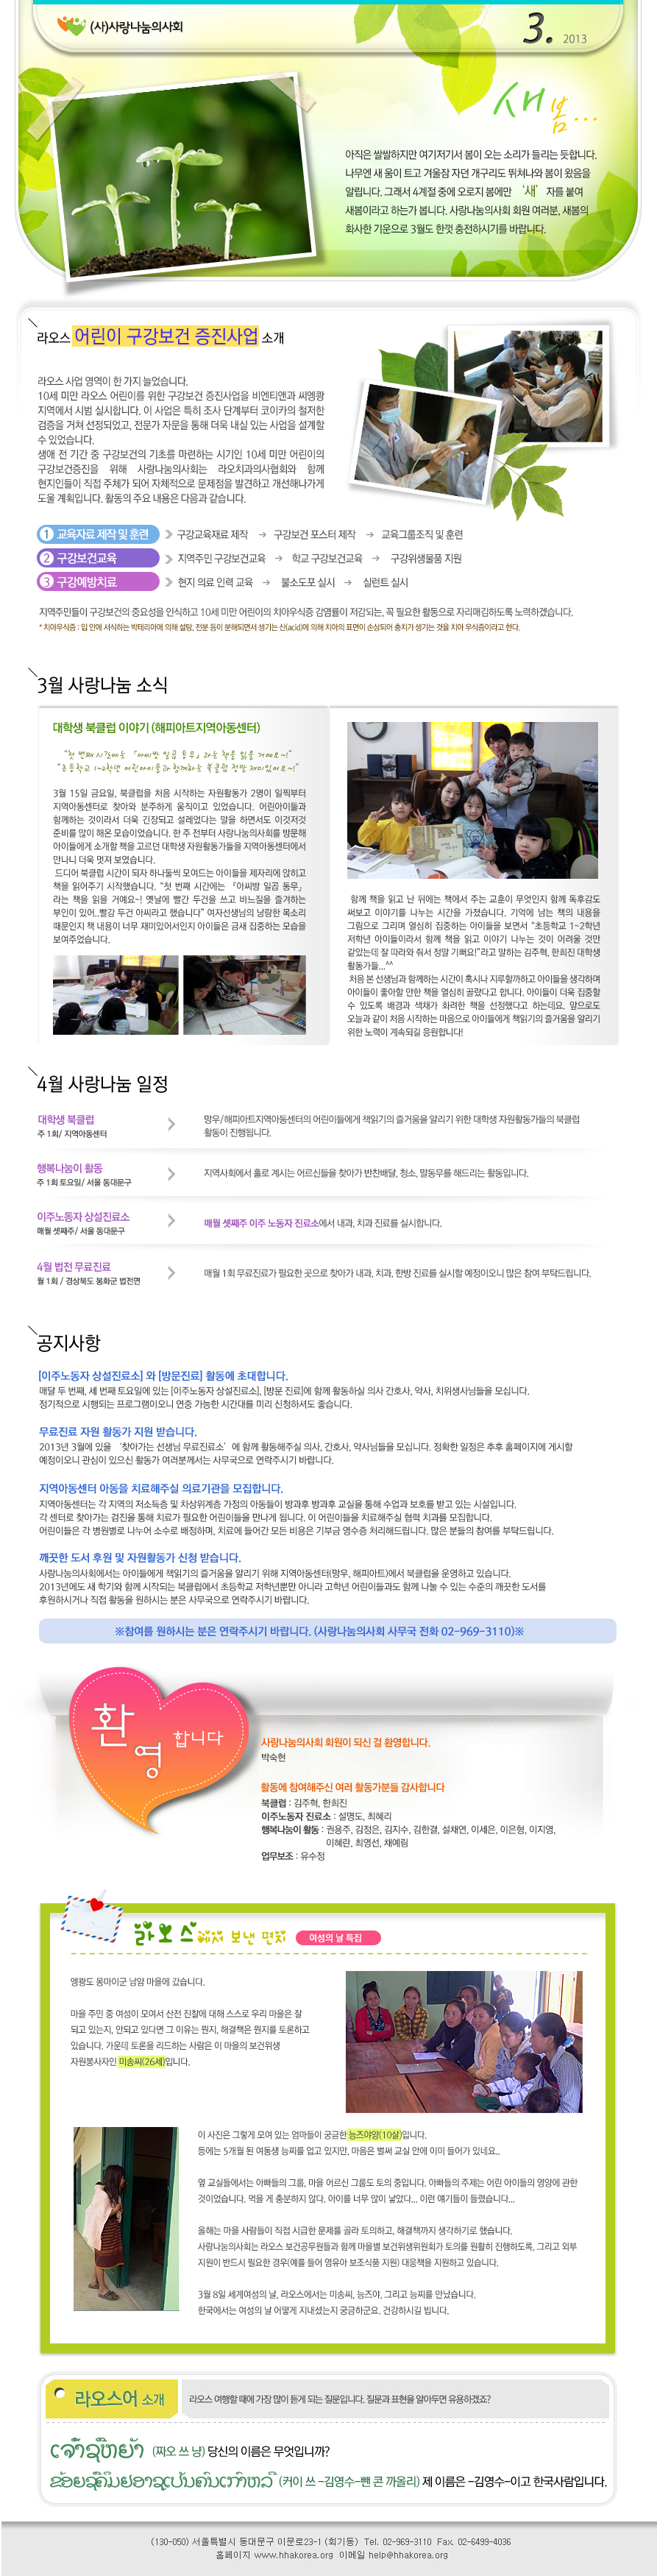 (사)사랑나눔의사회
3. 2013
새봄...
아직은 쌀쌀하지만 여기저기서 봄이 오는 소리가 들리는 듯합니다.
나무엔 새 움이 트고 겨울잠 자던 개구리도 뛰쳐나와 봄이 왔음을
알립니다. 그래서 4계절 중에 오로지 봄에만 ‘새’ 자를 붙여
새봄이라고 하는가 봅니다. 사랑나눔의사회 회원 여러분, 새봄의
화사한 기운으로 3월도 한껏 충전하시기를 바랍니다.
라오스 어린이 구강보건 증진사업 소개
라오스 사업 영역이 한 가지 늘었습니다.
10세 미만 라오스 어린이를 위한 구강보건 증진사업을 비엔티앤과 씨엥쾅
지역에서 시범 실시합니다. 이 사업은 특히 조사 단계부터 코이카의 철저한
검증을 거쳐 선정되었고, 전문가 자문을 통해 더욱 내실 있는 사업을 설계할
수 있었습니다.
생애 전 기간 중 구강보건의 기초를 마련하는 시기인 10세 미만 어린이의
구강보건증진을 위해 사랑나눔의사회는 라오치과의사협회와 함께
현지인들이 직접 주체가 되어 자체적으로 문제점을 발견하고 개선해나가게
도울 계획입니다. 활동의 주요 내용은 다음과 같습니다.
1 교육자료 제작 및 훈련 구강교육재료 제작 → 구강보건 포스터 제작 → 교육그룹조직 및 훈련
2 구강보건교육 지역주민 구강보건교육 → 학교 구강보건교육 → 구강위생물품 지원
3 구강예방치료 현지 의료 인력 교육 → 불소도포 실시 → 실런트 실시
지역주민들이 구강보건의 중요성을 인식하고 10세 미만 어린이의 치아우식증 감염률이 저감되는, 꼭 필요한 활동으로 자리매김하도록 노력하겠습니다.
* 치아우식증 : 입 안에 서식하는 박테리아에 의해 설탕, 전분 등이 분해되면서 생기는 산(acid)에 의해 치아의 표면이 손상되어 충치가 생기는 것을 치아 우식증이라고 한다.
3월 사랑나눔 소식
대학생 북클럽 이야기 (해피아트지역아동센터)
"첫 번째 시간에는 「아씨방 일곱 동무」라는 책을 읽을 거예요~!"
"초등학교 1~2학년 어린아이들과 함께하는 북클럽 정말 재미있어요~!"
3월 15일 금요일, 북클럽을 처음 시작하는 자원활동가 2명이 일찍부터
지역아동센터로 찾아와 분주하게 움직이고 있었습니다. 어린아이들과
함께하는 것이라서 더욱 긴장되고 설레었다는 말을 하면서도 이것저것
준비를 많이 해온 모습이었습니다. 한 주 전부터 사랑나눔의사회를 방문해
아이들에게 소개할 책을 고르던 대학생 자원활동가들을 지역아동센터에서
만나니 더욱 멋져 보였습니다.
드디어 북클럽 시간이 되자 하나둘씩 모여드는 아이들을 제자리에 앉히고
책을 읽어주기 시작했습니다. "첫 번째 시간에는 「아씨방 일곱 동무」
라는 책을 읽을 거예요~! 옛날에 빨간 두건을 쓰고 바느질을 즐겨하는
부인이 있어..빨강 두건 아씨라고 했습니다" 여자선생님의 낭랑한 목소리
때문인지 책 내용이 너무 재미있어서인지 아이들은 금새 집중하는 모습을
보여주었습니다.
함께 책을 읽고 난 뒤에는 책에서 주는 교훈이 무엇인지 함께 독후감도
써보고 이야기를 나누는 시간을 가졌습니다. 기억에 남는 책의 내용을
그림으로 그리며 열심히 집중하는 아이들을 보면서 "초등학교 1~2학년
저학년 아이들이라서 함께 책을 읽고 이야기 나누는 것이 어려울 것만
같았는데 잘 따라와 줘서 정말 기뻐요!"라고 말하는 김주혁, 한희진 대학생
활동가들...^^
처음 본 선생님과 함께하는 시간이 혹시나 지루할까하고 아이들을 생각하며
아이들이 좋아할 만한 책을 열심히 골랐다고 합니다. 아이들이 더욱 집중할
수 있도록 배경과 색채가 화려한 책을 선정했다고 하는데요. 앞으로도
오늘과 같이 처음 시작하는 마음으로 아이들에게 책읽기의 즐거움을 알리기
위한 노력이 계속되길 응원합니다!
4월 사랑나눔 일정
대학생 북클럽
주 1회/ 지역아동센터
망우/해피아트지역아동센터의 어린이들에게 책읽기의 즐거움을 알리기 위한 대학생 자원활동가들의 북클럽
활동이 진행됩니다.
행복나눔이 활동
주 1회 토요일/ 서울 동대문구
지역사회에서 홀로 계시는 어르신들을 찾아가 반찬배달, 청소, 말동무를 해드리는 활동입니다.
이주노동자 상설진료소
매월 셋째주/ 서울 동대문구
매월 셋째주 이주 노동자 진료소에서 내과, 치과 진료를 실시합니다.
4월 법전 무료진료
월 1회 / 경상북도 봉화군 법전면
매월 1회 무료진료가 필요한 곳으로 찾아가 내과, 치과, 한방 진료를 실시할 예정이오니 많은 참여 부탁드립니다.
공지사항
[이주노동자 상설진료소] 와 [방문진료] 활동에 초대합니다.
매달 두 번째, 세 번째 토요일에 있는 [이주노동자 상설진료소], [방문 진료]에 함께 활동하실 의사 간호사, 약사, 치위생사님들을 모십니다.
정기적으로 시행되는 프로그램이오니 연중 가능한 시간대를 미리 신청하셔도 좋습니다.
무료진료 자원 활동가 지원 받습니다.
2013년 3월에 있을 ‘찾아가는 선생님 무료진료소’에 함께 활동해주실 의사, 간호사, 약사님들을 모십니다. 정확한 일정은 추후 홈페이지에 게시할
예정이오니 관심이 있으신 활동가 여러분께서는 사무국으로 연락주시기 바랍니다.
지역아동센터 아동을 치료해주실 의료기관을 모집합니다.
지역아동센터는 각 지역의 저소득층 및 차상위계층 가정의 아동들이 방과후 방과후 교실을 통해 수업과 보호를 받고 있는 시설입니다.
각 센터로 찾아가는 검진을 통해 치료가 필요한 어린이들을 만나게 됩니다. 이 어린이들을 치료해주실 협력 치과를 모집합니다.
어린이들은 각 병원별로 나누어 소수로 배정하며, 치료에 들어간 모든 비용은 기부금 영수증 처리해드립니다. 많은 분들의 참여를 부탁드립니다.
깨끗한 도서 후원 및 자원활동가 신청 받습니다.
사랑나눔의사회에서는 아이들에게 책읽기의 즐거움을 알리기 위해 지역아동센터(망우, 해피아트)에서 북클럽을 운영하고 있습니다.
2013년에도 새 학기와 함께 시작되는 북클럽에서 초등학교 저학년뿐만 아니라 고학년 어린이들과도 함께 나눌 수 있는 수준의 깨끗한 도서를
후원하시거나 직접 활동을 원하시는 분은 사무국으로 연락주시기 바랍니다.
※참여를 원하시는 분은 연락주시기 바랍니다. (사랑나눔의사회 사무국 전화 02-969-3110)※
환영합니다
사랑나눔의사회 회원이 되신 걸 환영합니다.
박숙현
활동에 참여해주신 여러 활동가분들 감사합니다
북클럽 : 김주혁, 한희진
이주노동자 진료소 : 설명도, 최혜리
행복나눔이 활동 : 권용주, 김정은, 김지수, 김한결, 설채연, 이세은, 이은형, 이지영,
이혜란, 최영선, 채예림
업무보조 : 유수정
라오스에서 보낸 편지 여성의 날 특집
앵쾅도 몽마이군 남얌 마을에 갔습니다.
마을 주민 중 여성이 모여서 산전 진찰에 대해 스스로 우리 마을은 잘
되고 있는지, 안되고 있다면 그 이유는 뭔지, 해결책은 뭔지를 토론하고
있습니다. 가운데 토론을 리드하는 사람은 이 마을의 보건위생
자원봉사자인 미송씨(26세)입니다.
이 사진은 그렇게 모여 있는 엄마들이 궁금한 능즈야양(10살)입니다.
등에는 5개월 된 여동생 능찌를 업고 있지만, 마음은 벌써 교실 안에 이미 들어가 있네요..
옆 교실들에서는 아빠들의 그룹, 마을 어르신 그룹도 토의 중입니다. 아빠들의 주제는 어린 아이들의 영양에 관한
것이었습니다. 먹을 게 충분하지 않다. 아이를 너무 많이 낳았다... 이런 얘기들이 들렸습니다...
올해는 마을 사람들이 직접 시급한 문제를 골라 토의하고, 해결책까지 생각하기로 했습니다.
사랑나눔의사회는 라오스 보건공무원들과 함께 마을별 보건위생위원회가 토의를 원활히 진행하도록, 그리고 외부
지원이 반드시 필요한 경우(예를 들어 영유아 보조식품 지원) 대응책을 지원하고 있습니다.
3월 8일 세계여성의 날, 라오스에서는 미송씨, 능즈야, 그리고 능찌를 만났습니다.
한국에서는 여성의 날 어떻게 지내셨는지 궁금하군요. 건강하시길 빕니다.
라오스어 소개
라오스 여행할 때에 가장 많이 듣게 되는 질문입니다. 질문과 표현을 알아두면 유용하겠죠?
ເຈົ້າຊື່ຫຍັງ (짜오 쓰 냥) 당신의 이름은 무엇입니까?
(커이 쓰 -김영수-뺀 콘 까올리) 제 이름은 -김영수-이고 한국사람입니다.
(130-050) 서울특별시 동대문구 이문로23-1 (회기동) Tel. 02-969-3110 Fax. 02-6499-4036
홈페이지 www.hhakorea.org 이메일 help@hhakorea.org